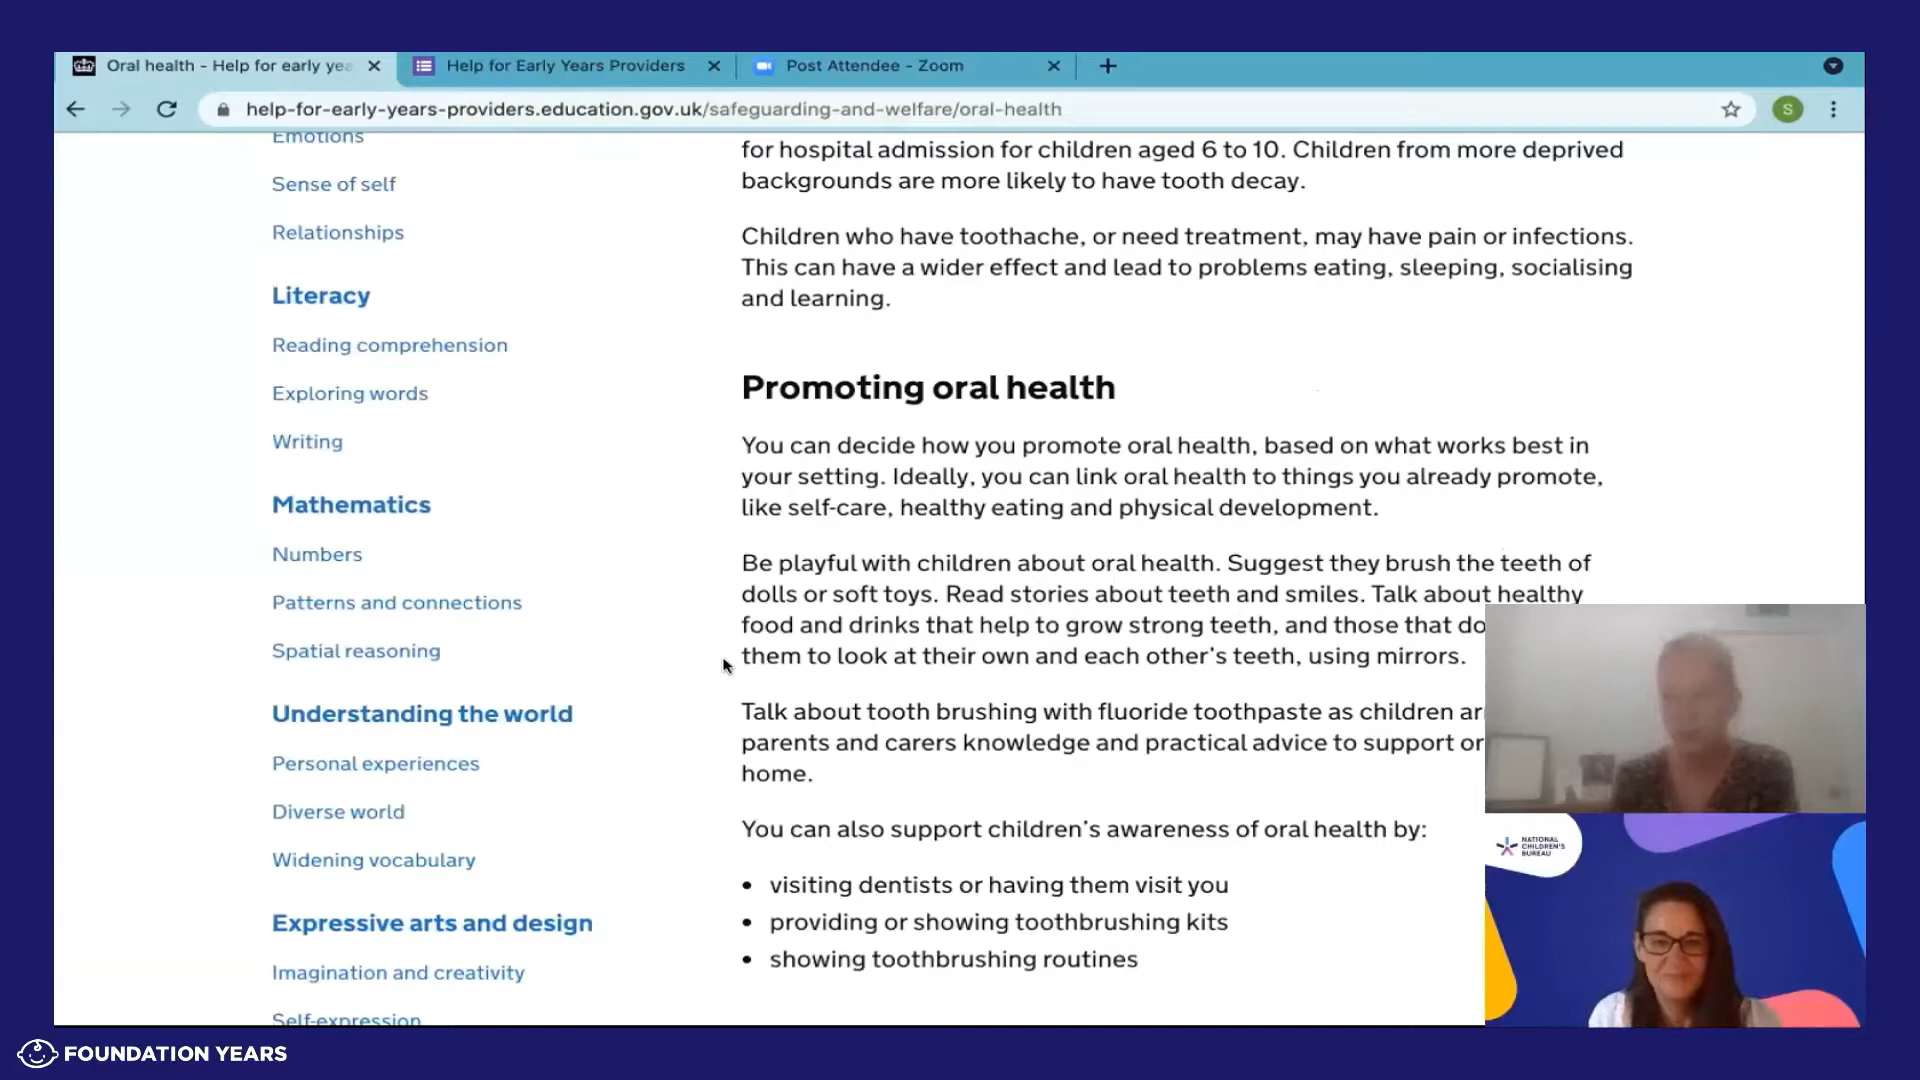 Oral health - Help for early yea
Help for Early Years Providers
Post Attendee - Zoom
help-for-early-years-providers.education.gov.uk/safeguarding-and-welfare/oral-health
S
Emotions
Sense of self
Relationships
Literacy
Reading comprehension
Exploring words
Writing
Mathematics
Numbers
Patterns and connections
Spatial reasoning
Understanding the world
Personal experiences
Diverse world
Widening vocabulary
Expressive arts and design
Imagination and creativity
Self-expression
for hospital admission for children aged 6 to 10. Children from more deprived
backgrounds are more likely to have tooth decay.
Children who have toothache, or need treatment, may have pain or infections.
This can have a wider effect and lead to problems eating, sleeping, socialising
and learning.
Promoting oral health
You can decide how you promote oral health, based on what works best in
your setting. Ideally, you can link oral health to things you already promote,
like self-care, healthy eating and physical development.
Be playful with children about oral health. Suggest they brush the teeth of
dolls or soft toys. Read stories about teeth and smiles. Talk about healthy
food and drinks that help to grow strong teeth, and those that do
them to look at their own and each other's teeth, using mirrors.
Talk about tooth brushing with fluoride toothpaste as children ar
parents and carers knowledge and practical advice to support or
home.
You can also support children's awareness of oral health by:
• visiting dentists or having them visit you
• providing or showing toothbrushing kits
• showing toothbrushing routines
NATIONAL
CHILDREN'S
BUREAU
FOUNDATION YEARS